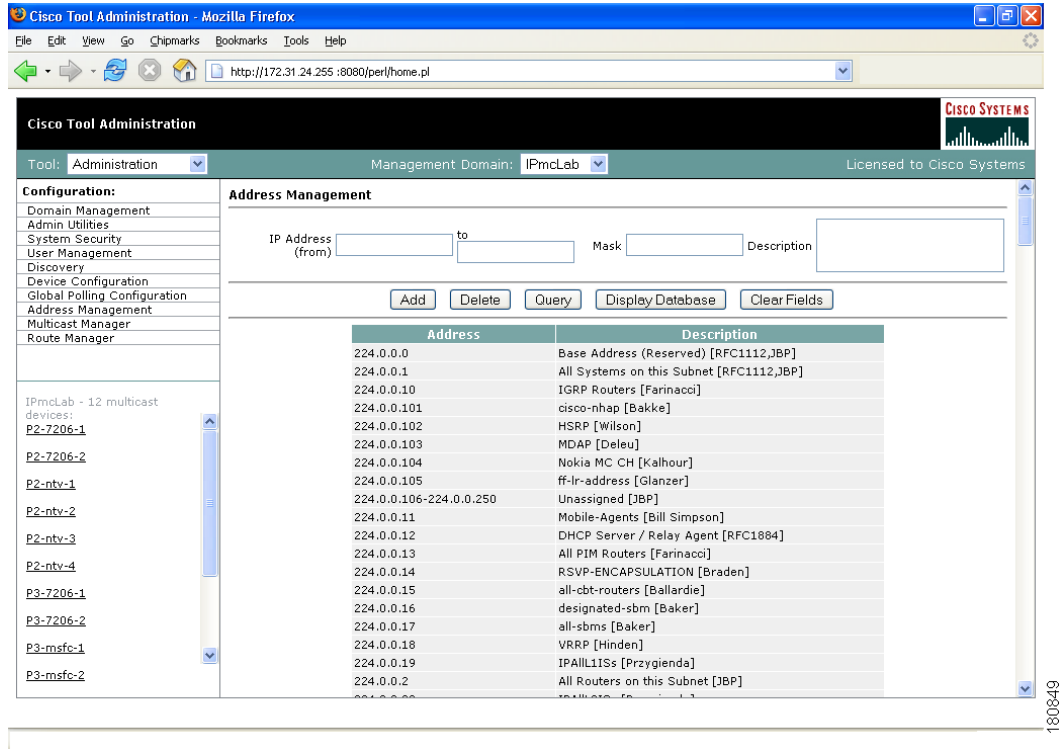 Cisco Tool Administration - Mozilla Firefox
File Edit View Go Chipmarks Bookmarks Tools Help
http://172.31.24.255 :8080/perl/home.pl
Cisco Tool Administration
CISCO SYSTEMS
Tool: Administration Management Domain: IPmcLab Licensed to Cisco Systems
Configuration:
Domain Management
Admin Utilities
System Security
User Management
Discovery
Device Configuration
Global Polling Configuration
Address Management
Multicast Manager
Route Manager
IPmcLab - 12 multicast
devices:
P2-7206-1
P2-7206-2
P2-ntv-1
P2-ntv-2
P2-ntv-3
P2-ntv-4
P3-7206-1
P3-7206-2
P3-msfc-1
P3-msfc-2
Address Management
IP Address (from) to Mask Description
Add Delete Query Display Database Clear Fields
Address Description
224.0.0.0 Base Address (Reserved) [RFC1112,JBP]
224.0.0.1 All Systems on this Subnet [RFC1112,JBP]
224.0.0.10 IGRP Routers [Farinacci]
224.0.0.101 cisco-nhap [Bakke]
224.0.0.102 HSRP [Wilson]
224.0.0.103 MDAP [Deleu]
224.0.0.104 Nokia MC CH [Kalhour]
224.0.0.105 ff-lr-address [Glanzer]
224.0.0.106-224.0.0.250 Unassigned [JBP]
224.0.0.11 Mobile-Agents [Bill Simpson]
224.0.0.12 DHCP Server / Relay Agent [RFC1884]
224.0.0.13 All PIM Routers [Farinacci]
224.0.0.14 RSVP-ENCAPSULATION [Braden]
224.0.0.15 all-cbt-routers [Ballardie]
224.0.0.16 designated-sbm [Baker]
224.0.0.17 all-sbms [Baker]
224.0.0.18 VRRP [Hinden]
224.0.0.19 IPAllL1ISs [Przygienda]
224.0.0.2 All Routers on this Subnet [JBP]
180849